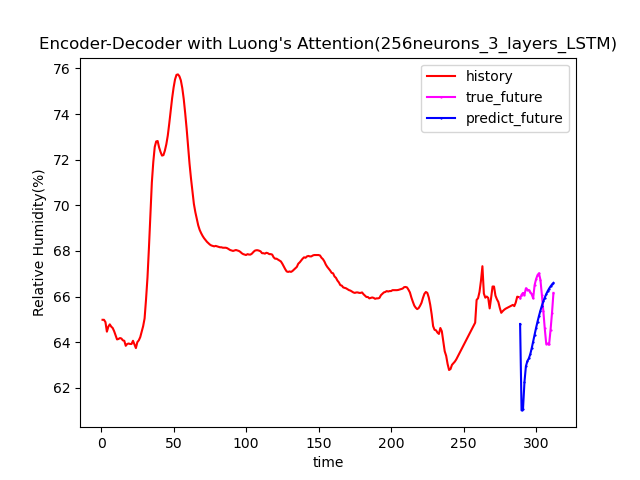 Encoder-Decoder with Luong's Attention(256neurons_3_layers_LSTM)
history
true_future
predict_future
Relative Humidity(%)
76
74
72
70
68
66
64
62
0 50 100 150 200 250 300
time